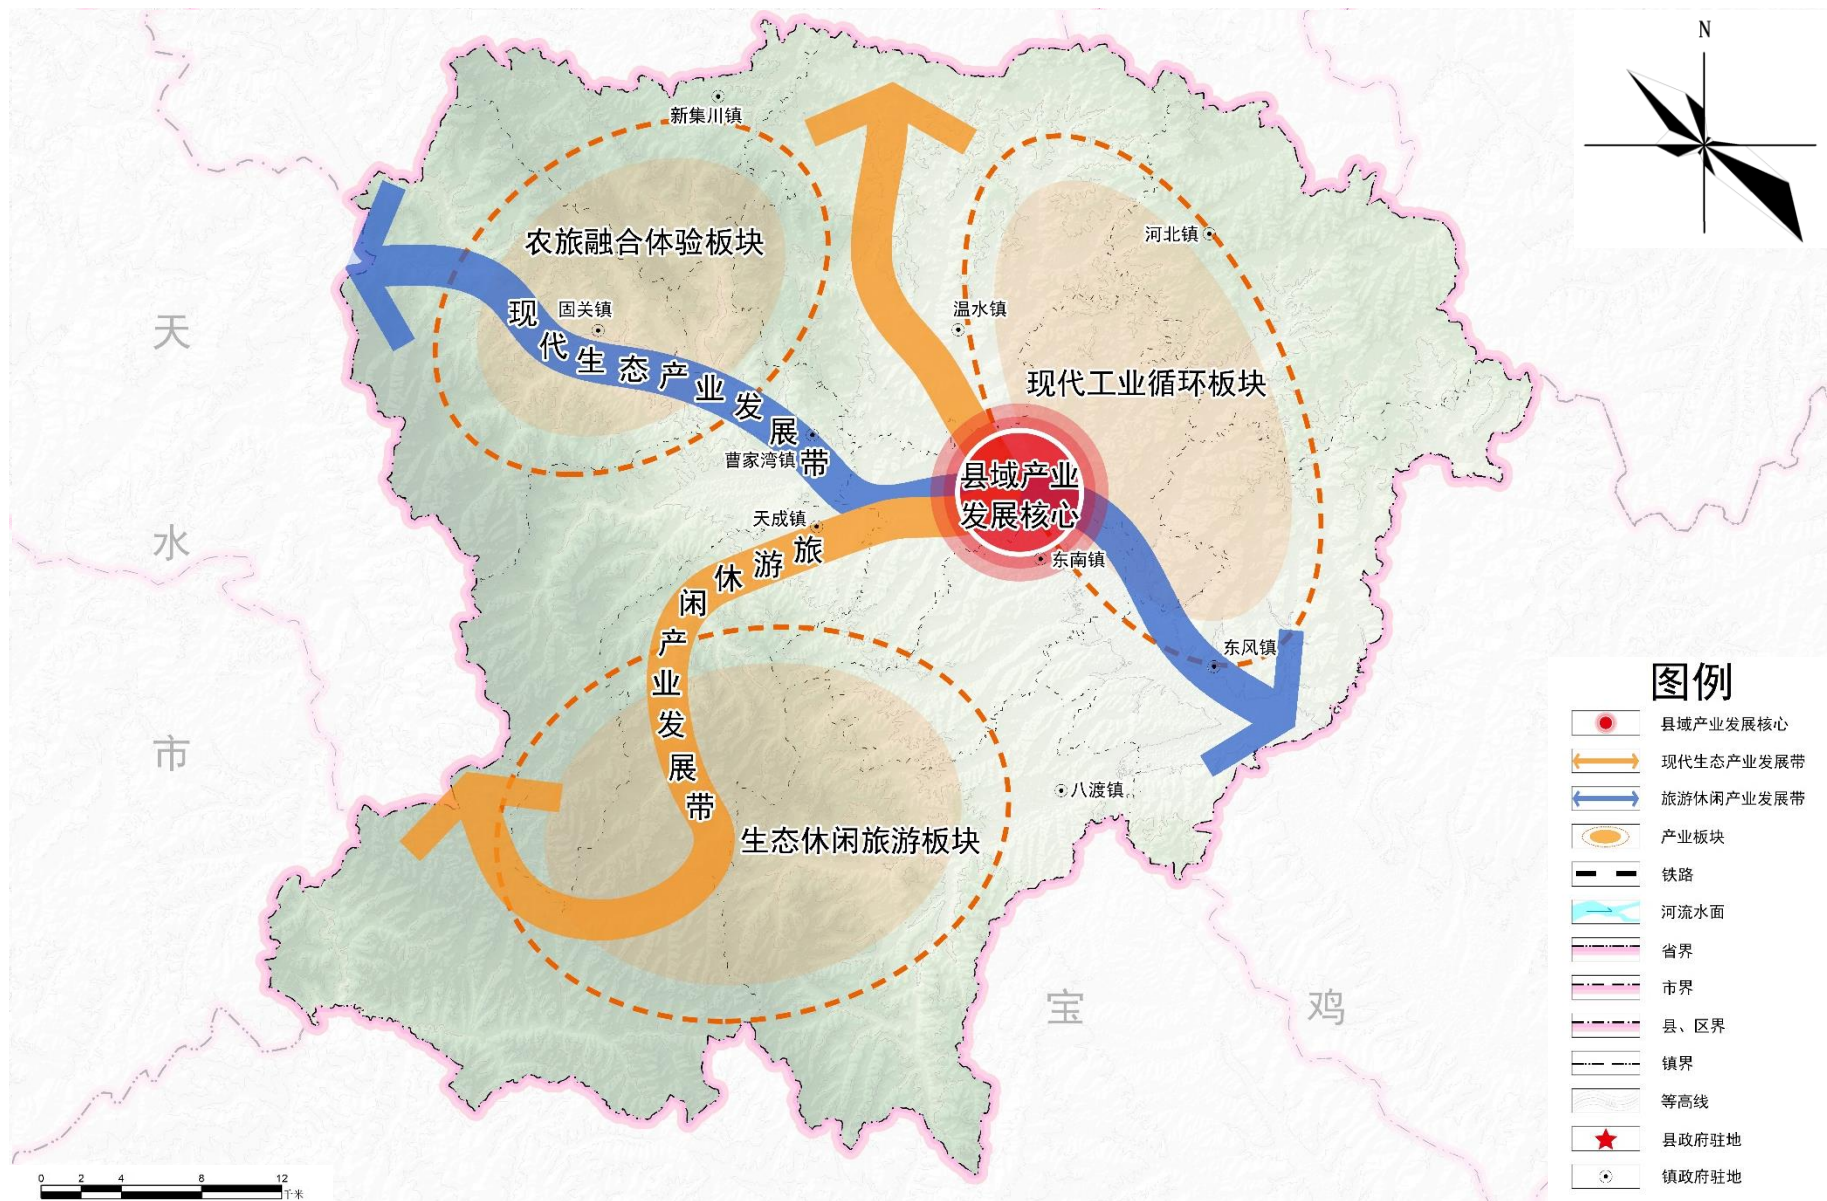 N
新集川镇
农旅融合体验板块
河北镇
固关镇
温水镇
现代生态产业发展带
现代工业循环板块
曹家湾镇
县域产业
发展核心
天成镇
东南镇
旅游休闲产业发展带
东风镇
八渡镇
生态休闲旅游板块
天水市
宝鸡
图例
县域产业发展核心
现代生态产业发展带
旅游休闲产业发展带
产业板块
铁路
河流水面
省界
市界
县、区界
镇界
等高线
县政府驻地
镇政府驻地
0 2 4 8 12
千米